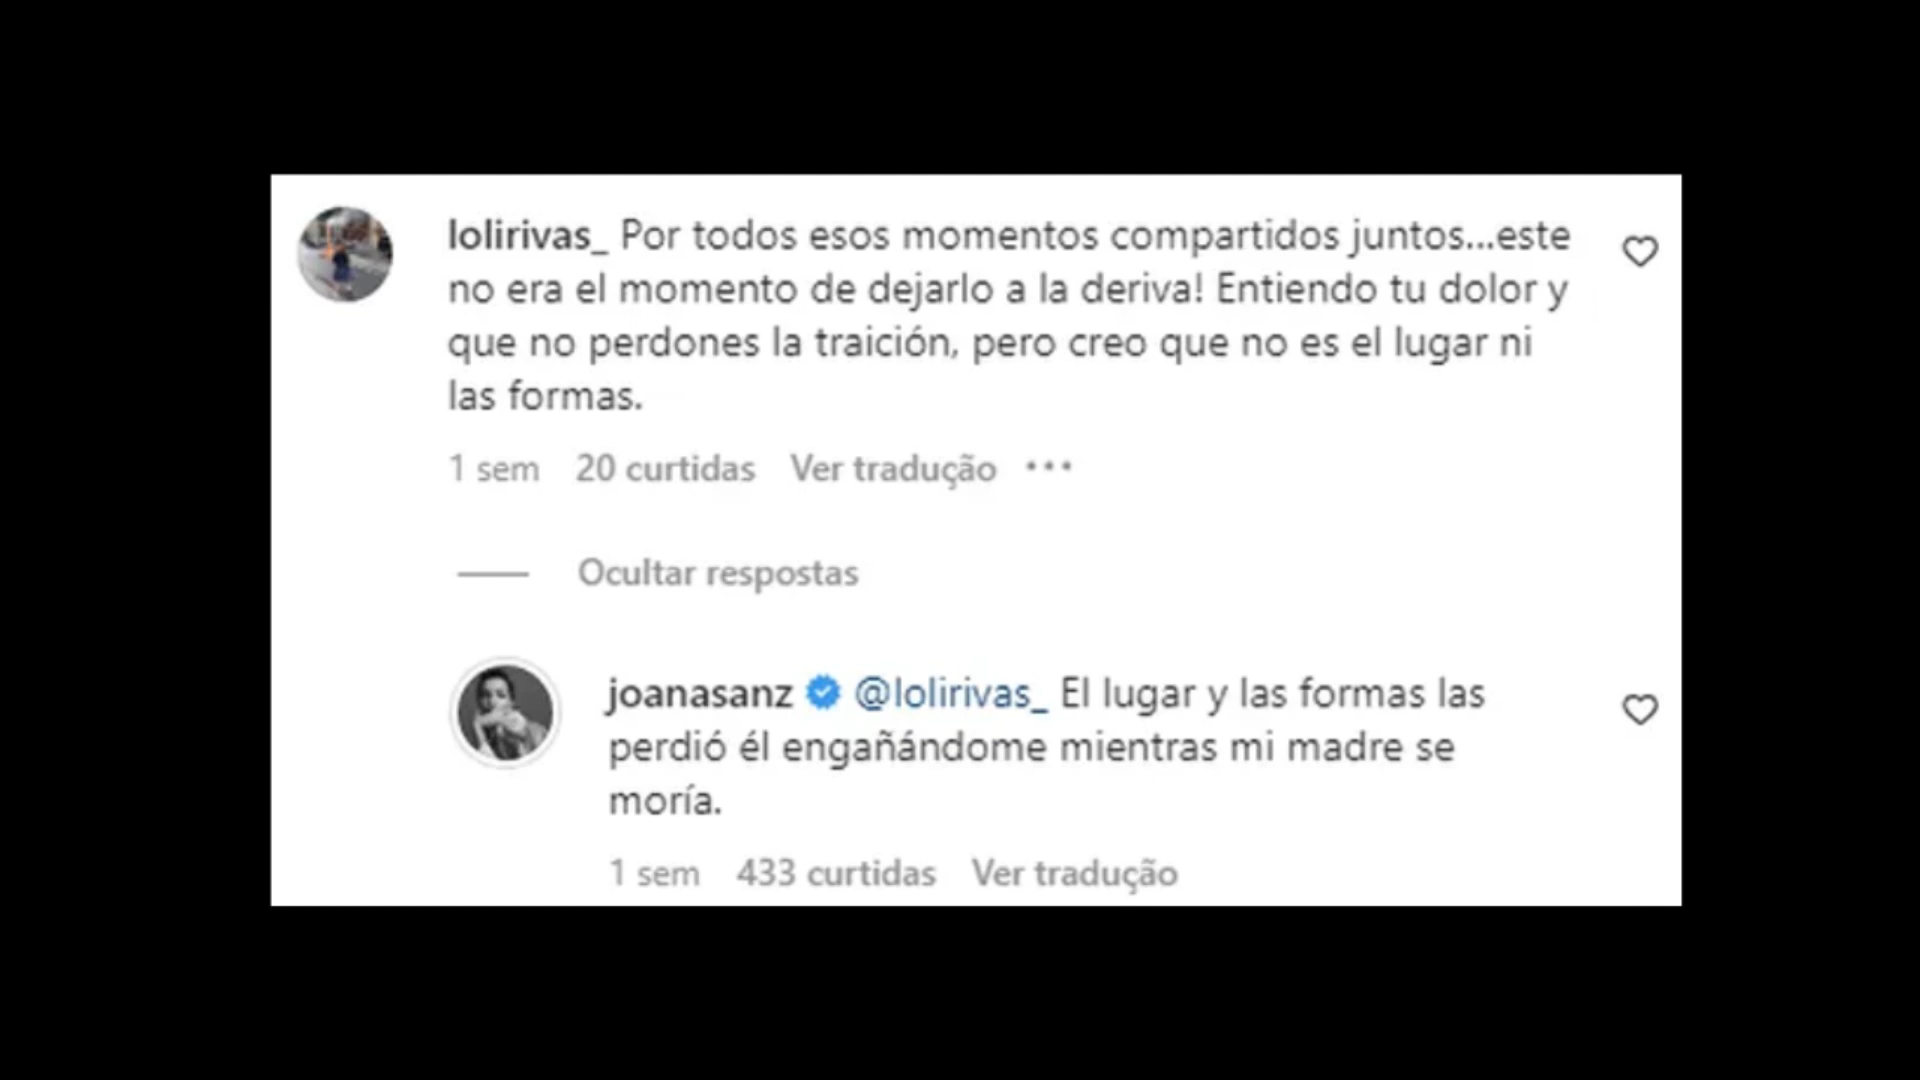 lolirivas_ Por todos esos momentos compartidos juntos...este
no era el momento de dejarlo a la deriva! Entiendo tu dolor y
que no perdones la traición, pero creo que no es el lugar ni
las formas.
1 sem 20 curtidas Ver tradução •••
Ocultar respostas
joanasanz @lolirivas_ El lugar y las formas las
perdió él engañándome mientras mi madre se
moría.
1 sem 433 curtidas Ver tradução